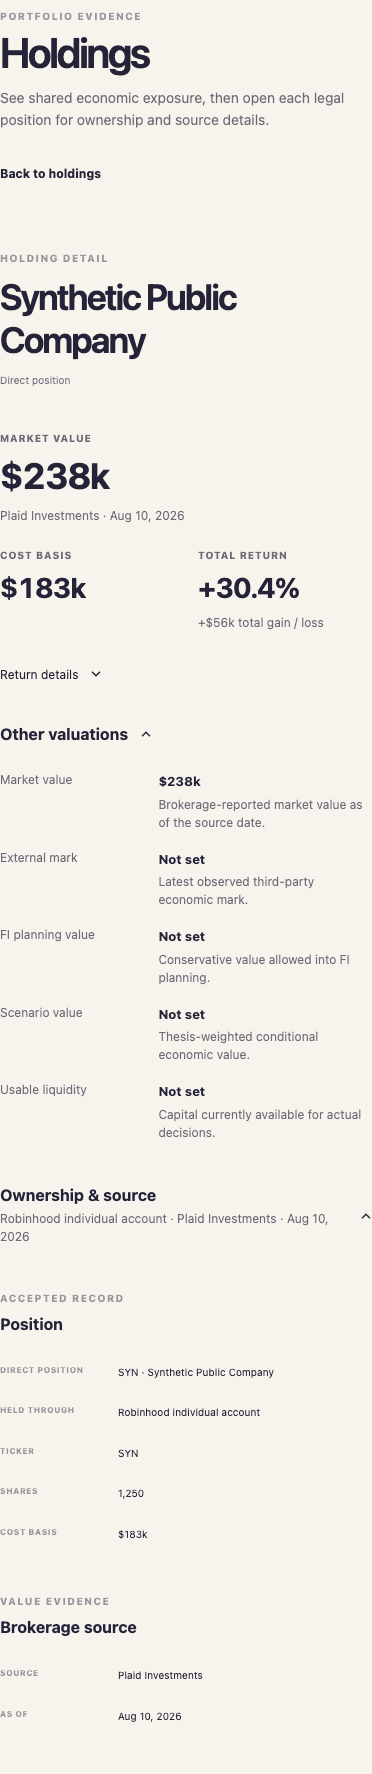 PORTFOLIO EVIDENCE
Holdings
See shared economic exposure, then open each legal
position for ownership and source details.
Back to holdings
HOLDING DETAIL
Synthetic Public
Company
Direct position
MARKET VALUE
$238k
Plaid Investments · Aug 10, 2026
COST BASIS
$183k
TOTAL RETURN
+30.4%
+$56k total gain / loss
Return details
Other valuations
Market value
$238k
Brokerage-reported market value as
of the source date.
External mark
Not set
Latest observed third-party
economic mark.
FI planning value
Not set
Conservative value allowed into FI
planning.
Scenario value
Not set
Thesis-weighted conditional
economic value.
Usable liquidity
Not set
Capital currently available for actual
decisions.
Ownership & source
Robinhood individual account · Plaid Investments · Aug 10,
2026
ACCEPTED RECORD
Position
DIRECT POSITION
SYN · Synthetic Public Company
HELD THROUGH
Robinhood individual account
TICKER
SYN
SHARES
1,250
COST BASIS
$183k
VALUE EVIDENCE
Brokerage source
SOURCE
Plaid Investments
AS OF
Aug 10, 2026